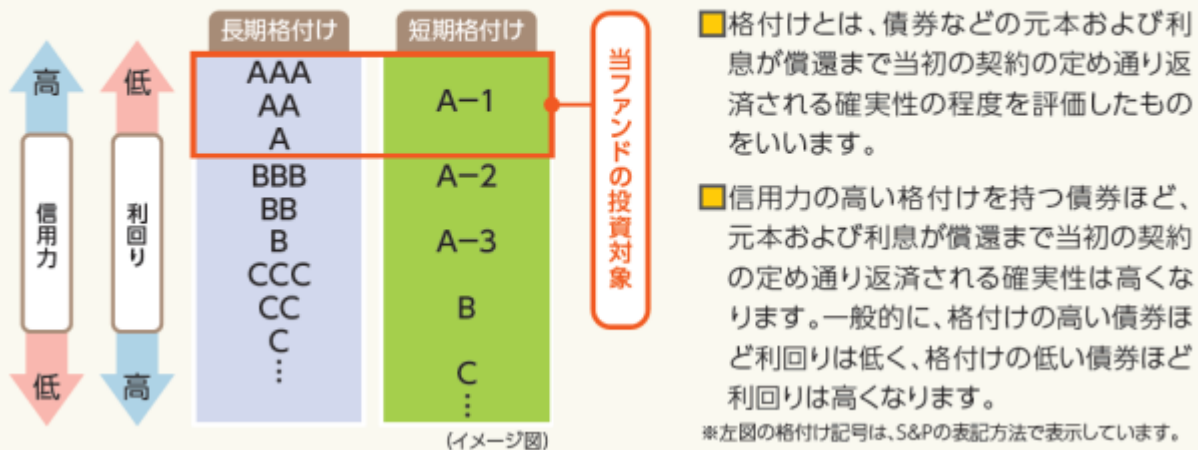 長期格付け
短期格付け
高
低
信用力
利回り
低
高
AAA
AA
A
BBB
BB
B
CCC
CC
C
⋮
A−1
A−2
A−3
B
C
⋮
当ファンドの投資対象
(イメージ図)
格付けとは、債券などの元本および利
息が償還まで当初の契約の定め通り返
済される確実性の程度を評価したもの
をいいます。
信用力の高い格付けを持つ債券ほど、
元本および利息が償還まで当初の契約
の定め通り返済される確実性は高くな
ります。一般的に、格付けの高い債券ほ
ど利回りは低く、格付けの低い債券ほど
利回りは高くなります。
※左図の格付け記号は、S&Pの表記方法で表示しています。